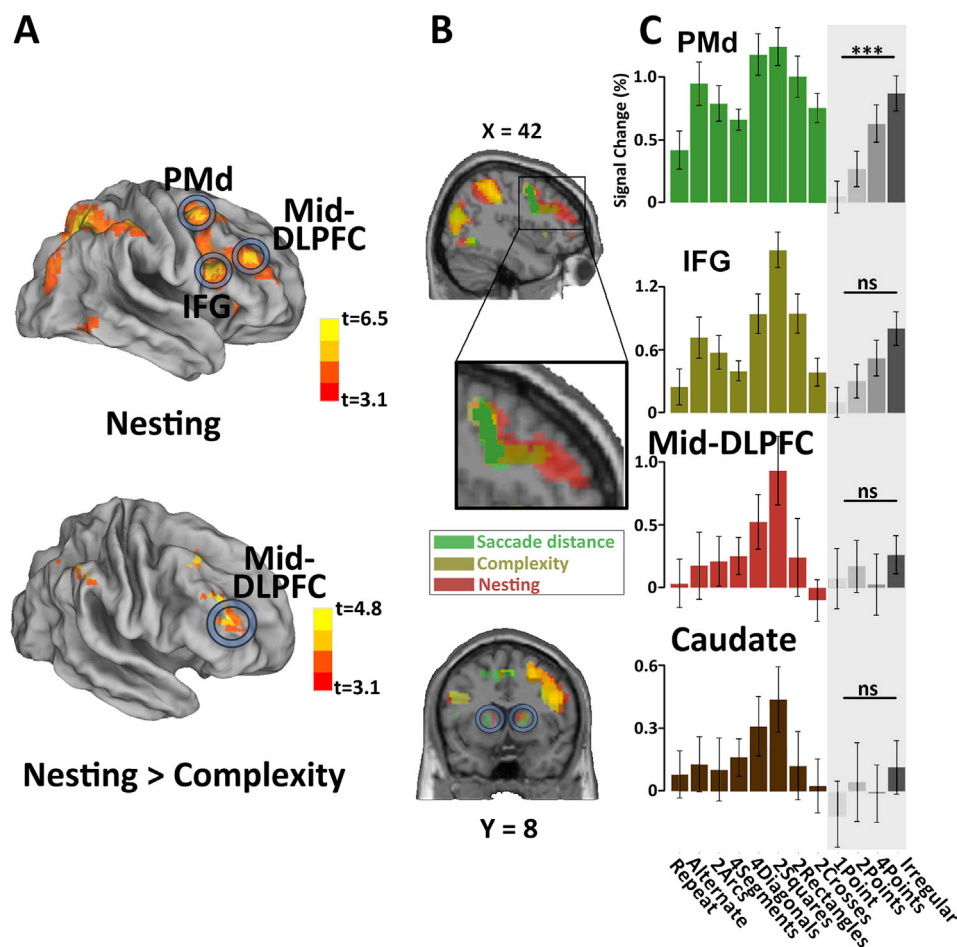 A
PMd
Mid-
DLPFC
IFG
t=6.5
t=3.1
Nesting
Mid-
DLPFC
t=4.8
t=3.1
Nesting > Complexity
B
X = 42
Saccade distance
Complexity
Nesting
Y = 8
C
PMd
***
Signal Change (%)
1.0
0.5
0
IFG
ns
1.2
0.6
0
Mid-DLPFC
ns
1.0
0.5
0
Caudate
ns
0.6
0.3
0
Repeat
Alternate
2Arcs
4Segments
4Diagonals
2Squares
2Rectangles
2Crosses
1Point
2Points
4Points
Irregular